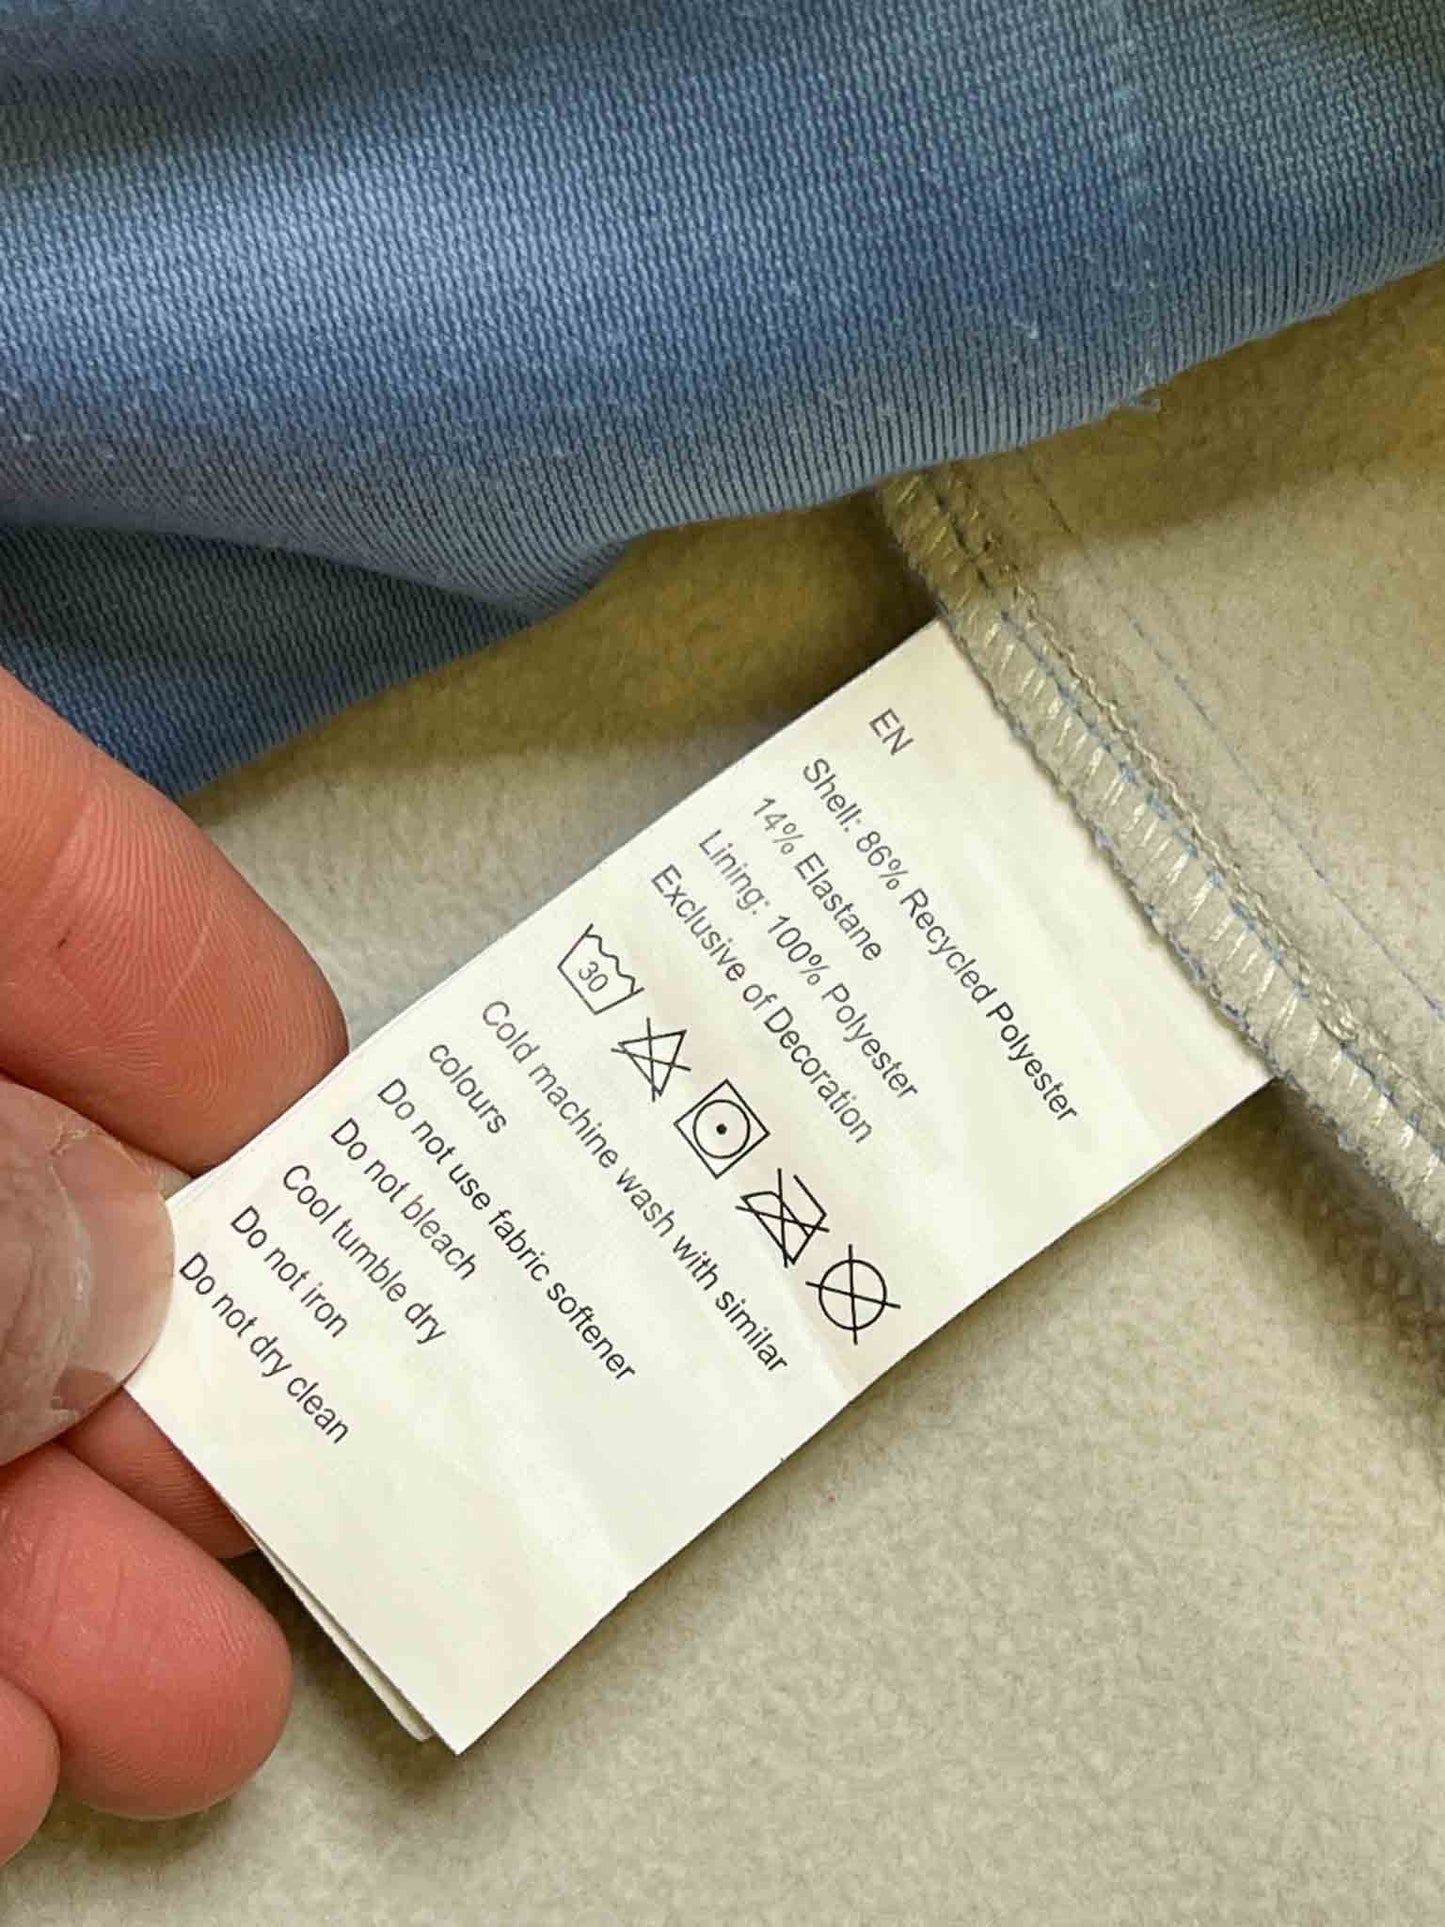 EN
Shell: 86% Recycled Polyester
14% Elastane
Lining: 100% Polyester
Exclusive of Decoration
30
Cold machine wash with similar
colours
Do not use fabric softener
Do not bleach
Cool tumble dry
Do not iron
Do not dry clean